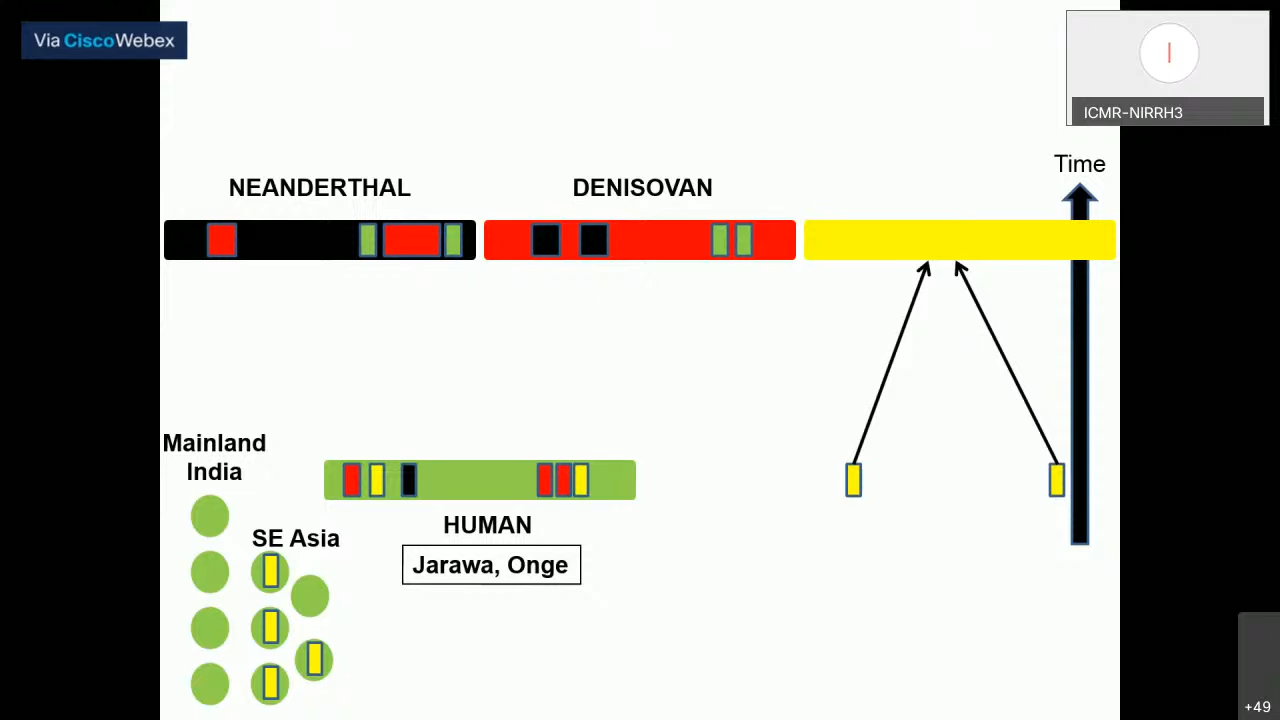 Via CiscoWebex
I
ICMR-NIRRH3
Time
NEANDERTHAL
DENISOVAN
Mainland
India
SE Asia
HUMAN
Jarawa, Onge
+49